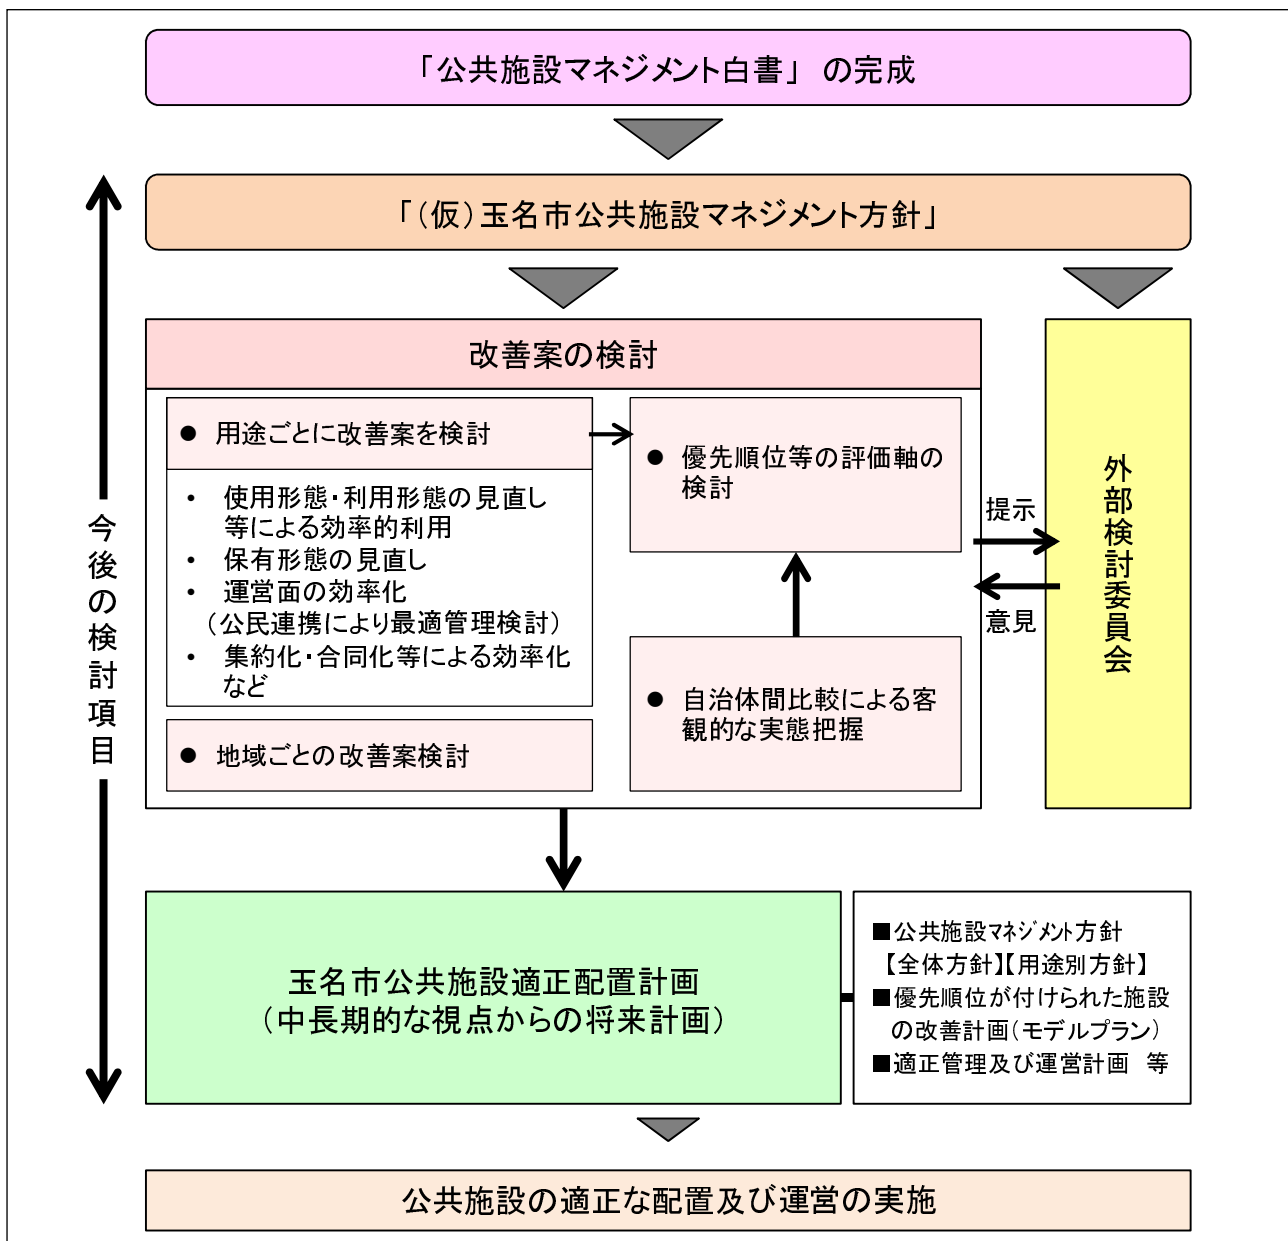 「公共施設マネジメント白書」 の完成
「（仮）玉名市公共施設マネジメント方針」
今後の検討項目
改善案の検討
● 用途ごとに改善案を検討
・ 使用形態・利用形態の見直し
等による効率的利用
・ 保有形態の見直し
・ 運営面の効率化
（公民連携により最適管理検討）
・ 集約化・合同化等による効率化
など
● 地域ごとの改善案検討
● 優先順位等の評価軸の
検討
● 自治体間比較による客
観的な実態把握
提示
意見
外部検討委員会
玉名市公共施設適正配置計画
（中長期的な視点からの将来計画）
■公共施設マネジメント方針
【全体方針】【用途別方針】
■優先順位が付けられた施設
の改善計画（モデルプラン）
■適正管理及び運営計画 等
公共施設の適正な配置及び運営の実施